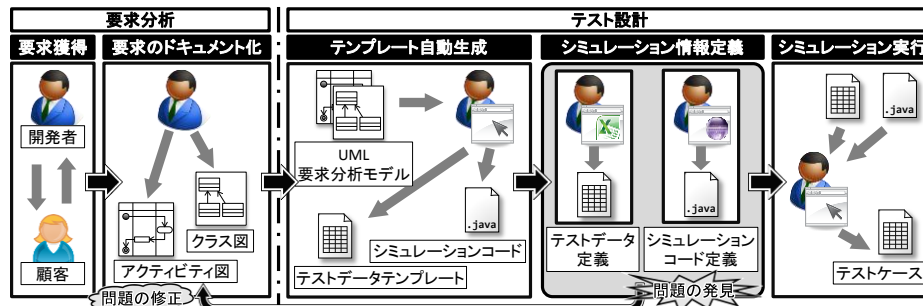 要求分析
テスト設計
要求獲得
要求のドキュメント化
テンプレート自動生成
シミュレーション情報定義
シミュレーション実行
開発者
顧客
クラス図
アクティビティ図
UML
要求分析モデル
.java
シミュレーションコード
テストデータテンプレート
.java
テストデータ
定義
シミュレーション
コード定義
.java
テストケース
問題の修正
問題の発見